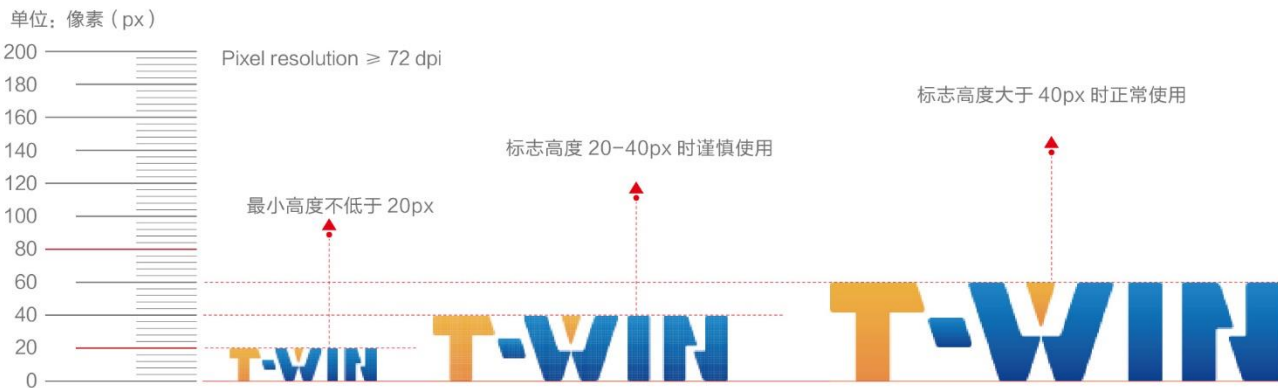 单位：像素（px）
200
Pixel resolution ≥ 72 dpi
180
标志高度大于 40px 时正常使用
160
140
标志高度 20-40px 时谨慎使用
120
100
最小高度不低于 20px
80
60
40
20
0
T-WIN
T-WIN
T-WIN